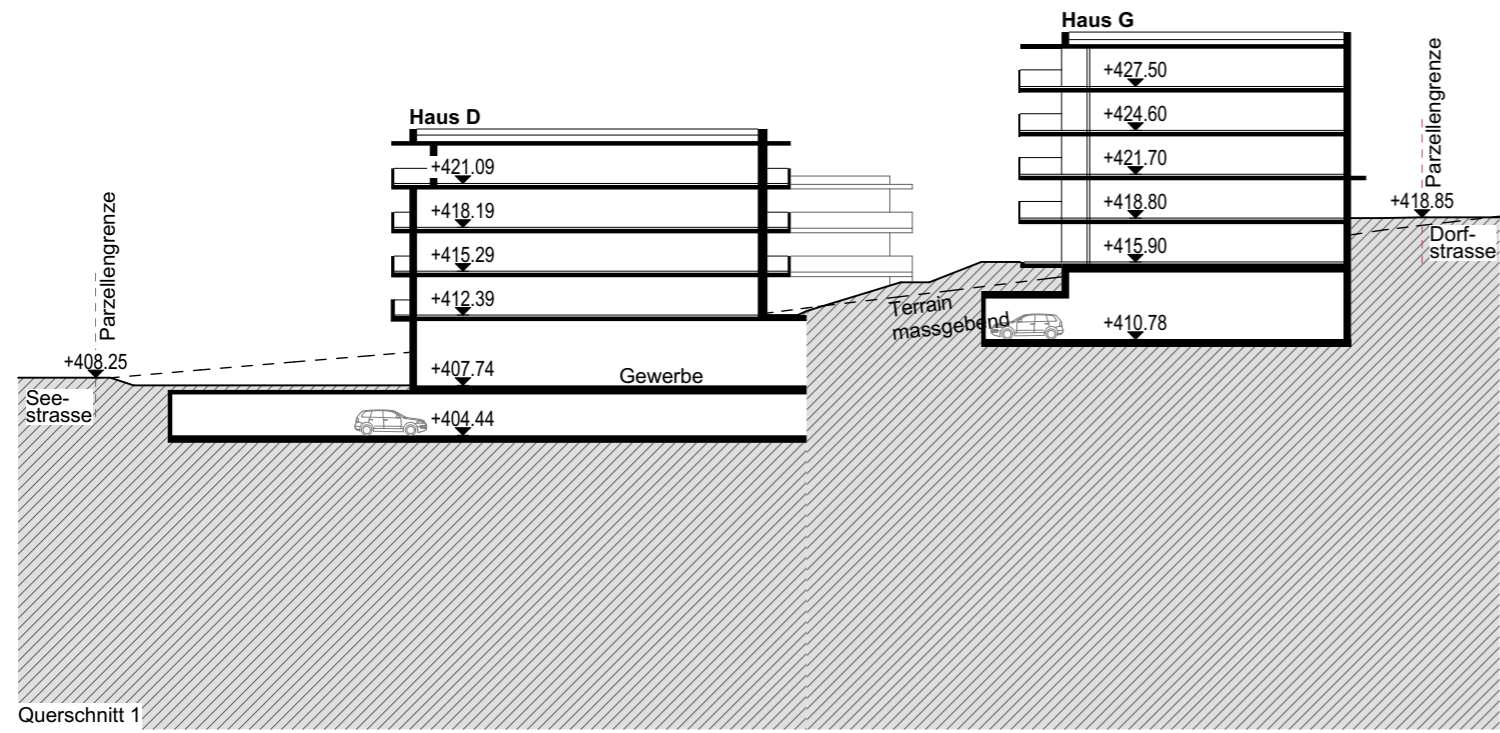 Haus G
+427.50
+424.60
+421.70
+418.80
+415.90
+410.78
Parzellengrenze
+418.85
Dorf-
strasse
Haus D
+421.09
+418.19
+415.29
+412.39
+407.74
Gewerbe
+404.44
Terrain
massgebend
Parzellengrenze
+408.25
See-
strasse
Querschnitt 1